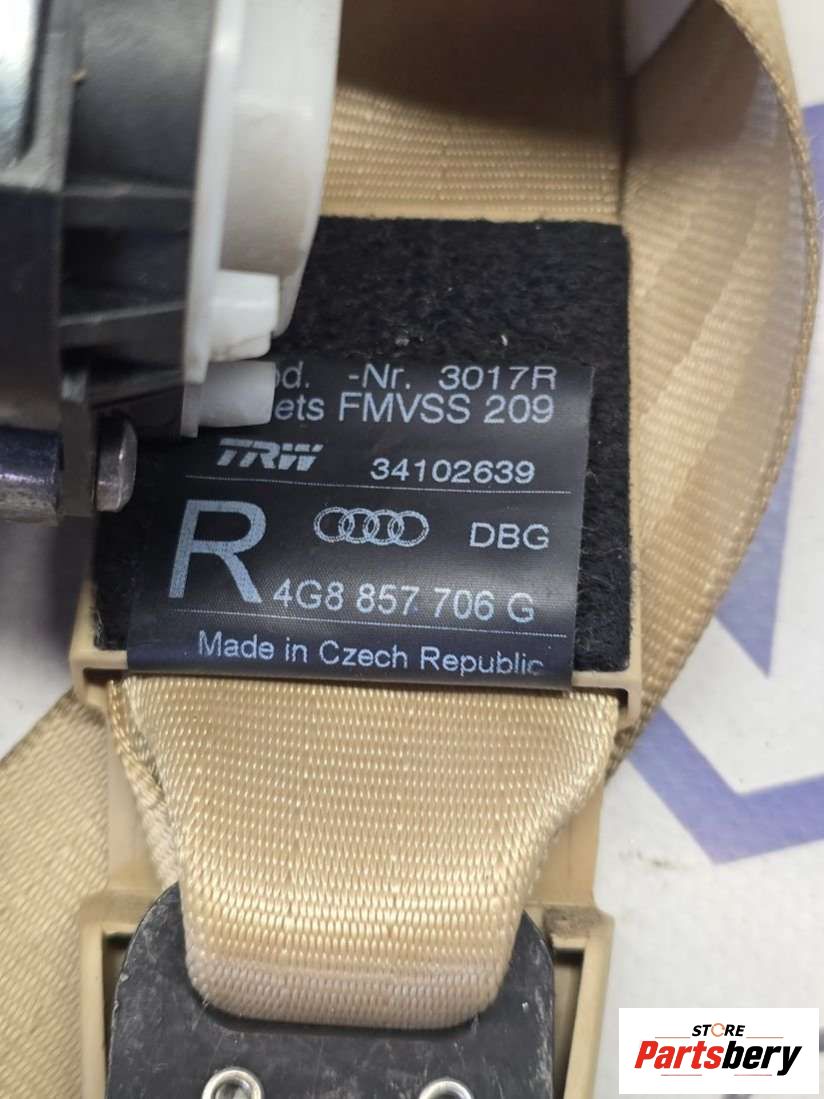 -Nr. 3017R
FMVSS 209
TRW 34102639
R DBG
4G8 857 706 G
Made in Czech Republic
STORE
Partsbery